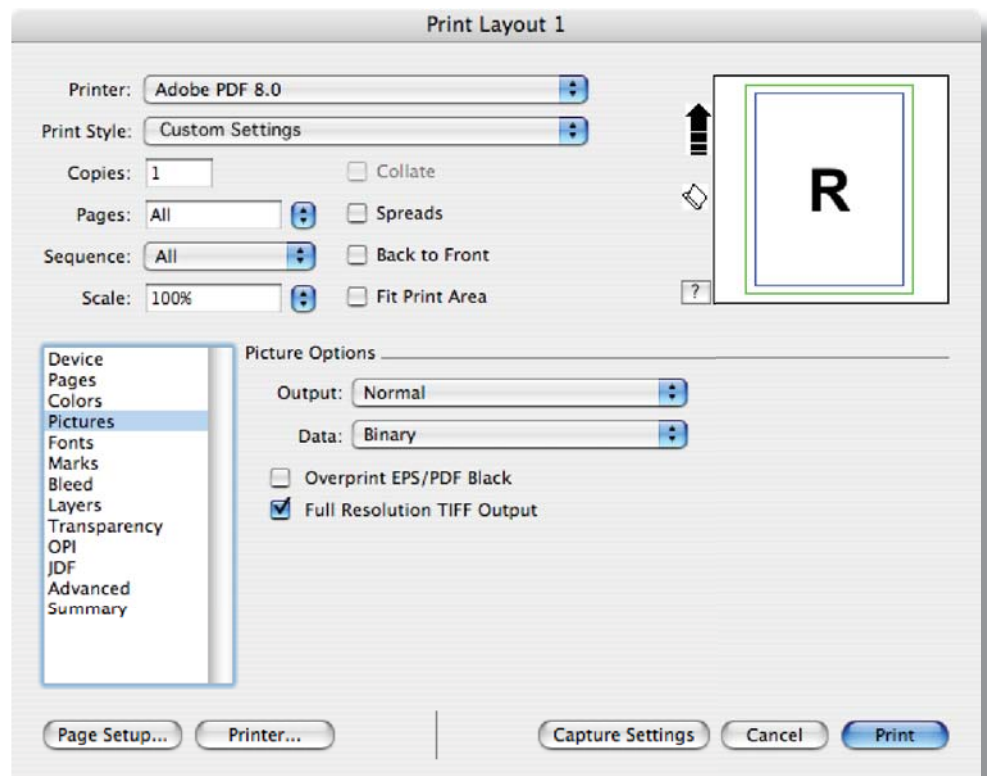 Print Layout 1
Printer: Adobe PDF 8.0
Print Style: Custom Settings
Copies: 1 Collate
Pages: All Spreads
Sequence: All Back to Front
Scale: 100% Fit Print Area
R
?
Device
Pages
Colors
Pictures
Fonts
Marks
Bleed
Layers
Transparency
OPI
JDF
Advanced
Summary
Picture Options
Output: Normal
Data: Binary
Overprint EPS/PDF Black
Full Resolution TIFF Output
Page Setup... Printer... Capture Settings Cancel Print